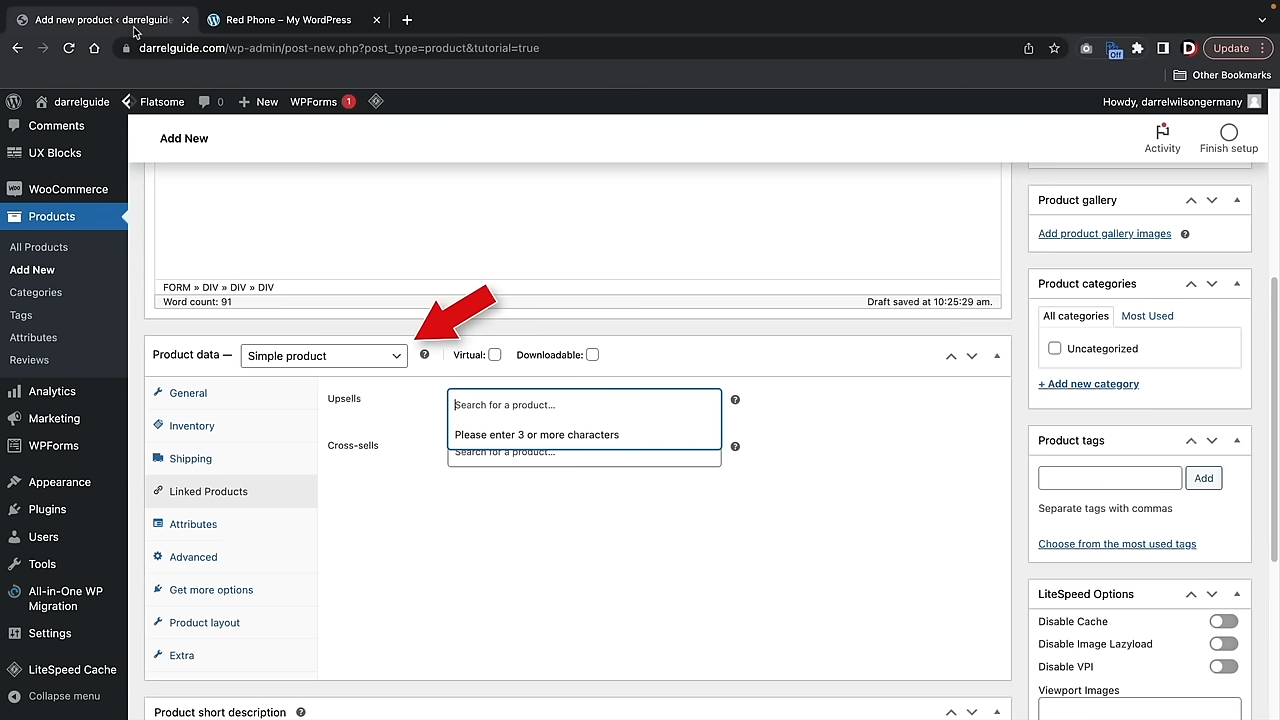 Add new product ‹ darrelguide
Red Phone – My WordPress
darrelguide.com/wp-admin/post-new.php?post_type=product&tutorial=true
Off
D
Update
Other Bookmarks
darrelguide
Flatsome
0
New
WPForms 1
Howdy, darrelwilsongermany
Comments
UX Blocks
WooCommerce
Products
All Products
Add New
Categories
Tags
Attributes
Reviews
Analytics
Marketing
WPForms
Appearance
Plugins
Users
Tools
All-in-One WP
Migration
Settings
LiteSpeed Cache
Collapse menu
Add New
Activity
Finish setup
FORM » DIV » DIV » DIV
Word count: 91
Draft saved at 10:25:29 am.
Product data —
Simple product
Virtual:
Downloadable:
General
Inventory
Shipping
Linked Products
Attributes
Advanced
Get more options
Product layout
Extra
Upsells
Search for a product…
Please enter 3 or more characters
Cross-sells
Search for a product…
Product short description
Product gallery
Add product gallery images
Product categories
All categories
Most Used
Uncategorized
+ Add new category
Product tags
Add
Separate tags with commas
Choose from the most used tags
LiteSpeed Options
Disable Cache
Disable Image Lazyload
Disable VPI
Viewport Images